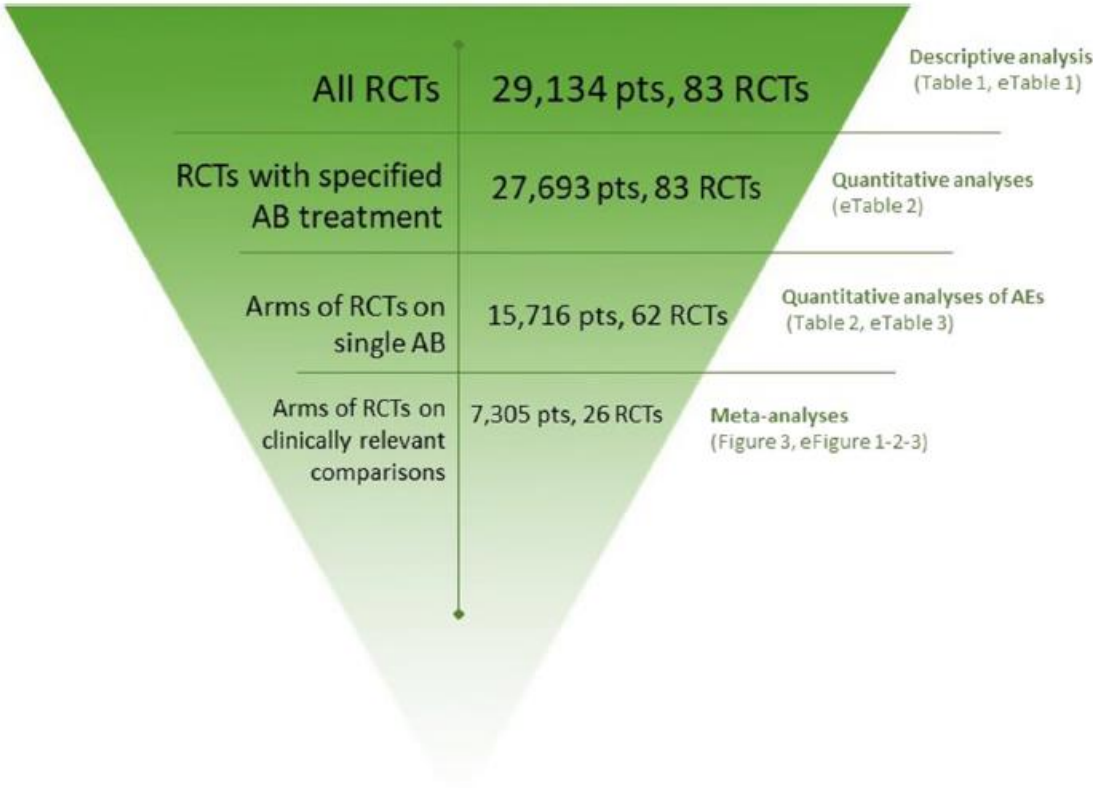 All RCTs
29,134 pts, 83 RCTs
Descriptive analysis
(Table 1, eTable 1)
RCTs with specified
AB treatment
27,693 pts, 83 RCTs
Quantitative analyses
(eTable 2)
Arms of RCTs on
single AB
15,716 pts, 62 RCTs
Quantitative analyses of AEs
(Table 2, eTable 3)
Arms of RCTs on
clinically relevant
comparisons
7,305 pts, 26 RCTs
Meta-analyses
(Figure 3, eFigure 1-2-3)